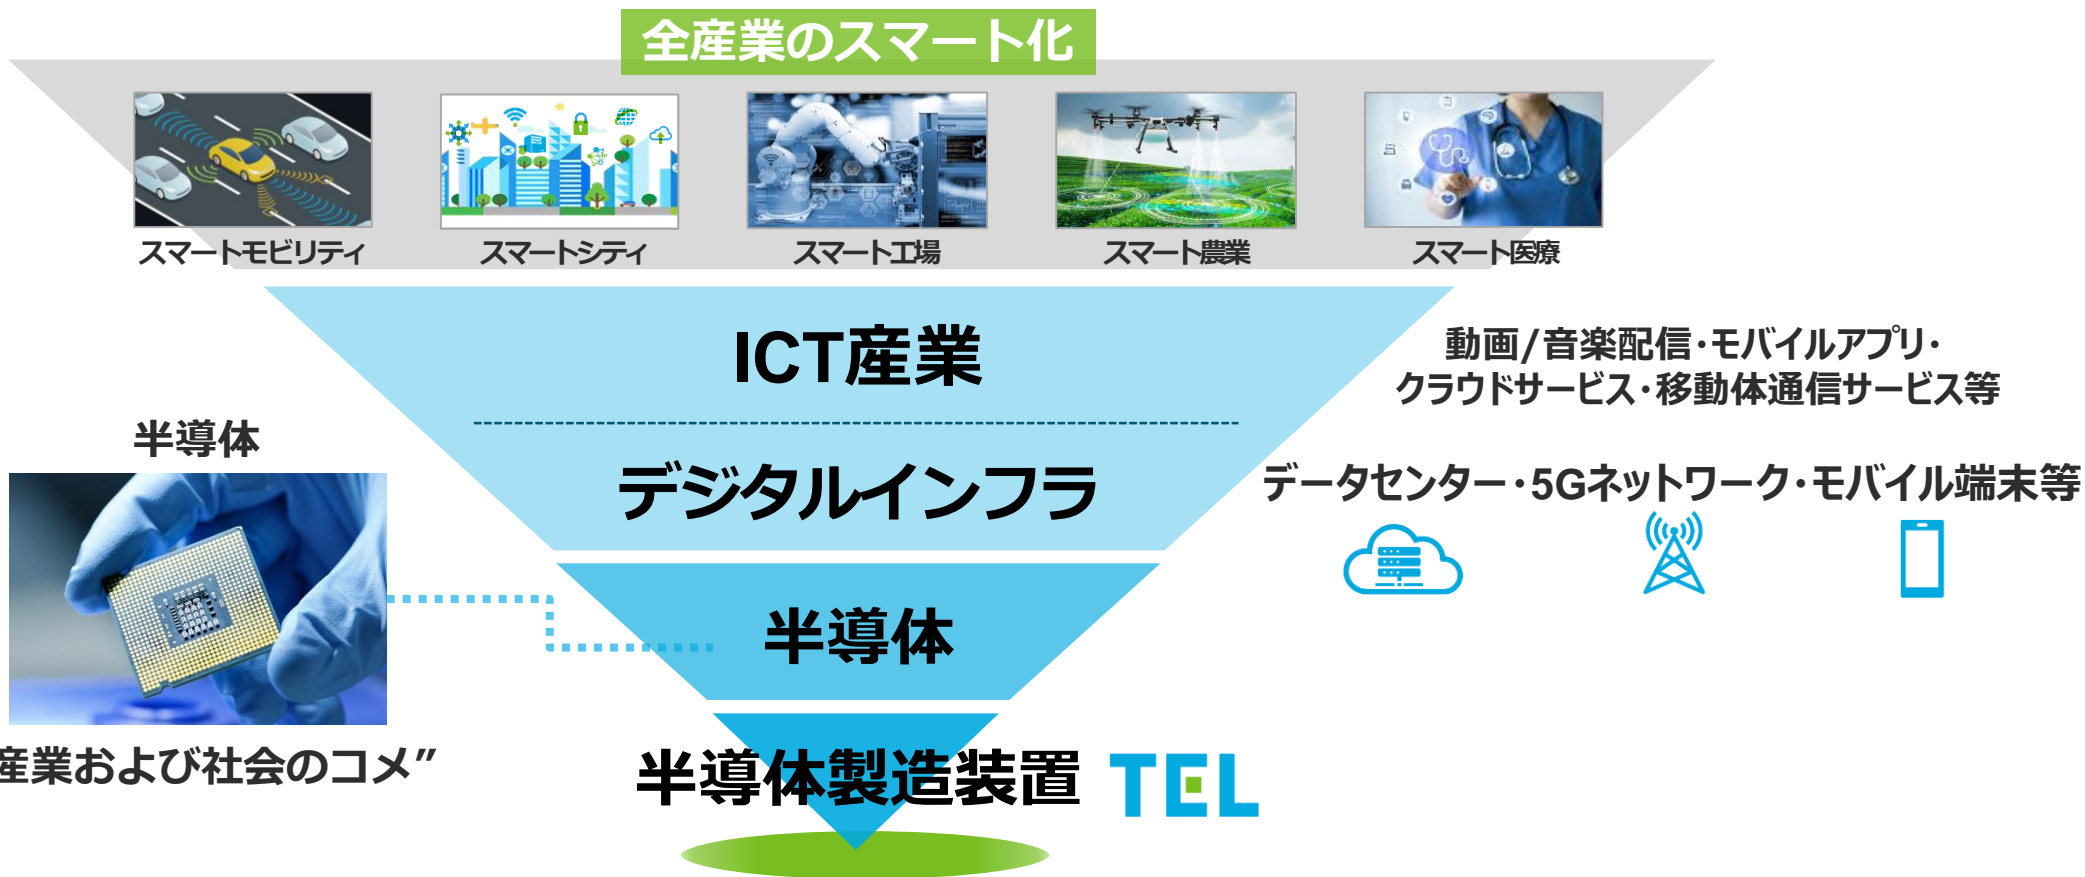 全産業のスマート化
スマートモビリティ
スマートシティ
スマート工場
スマート農業
スマート医療
ICT産業
動画/音楽配信･モバイルアプリ･
クラウドサービス･移動体通信サービス等
デジタルインフラ
データセンター･5Gネットワーク･モバイル端末等
半導体
半導体
産業および社会のコメ”
半導体製造装置
TEL